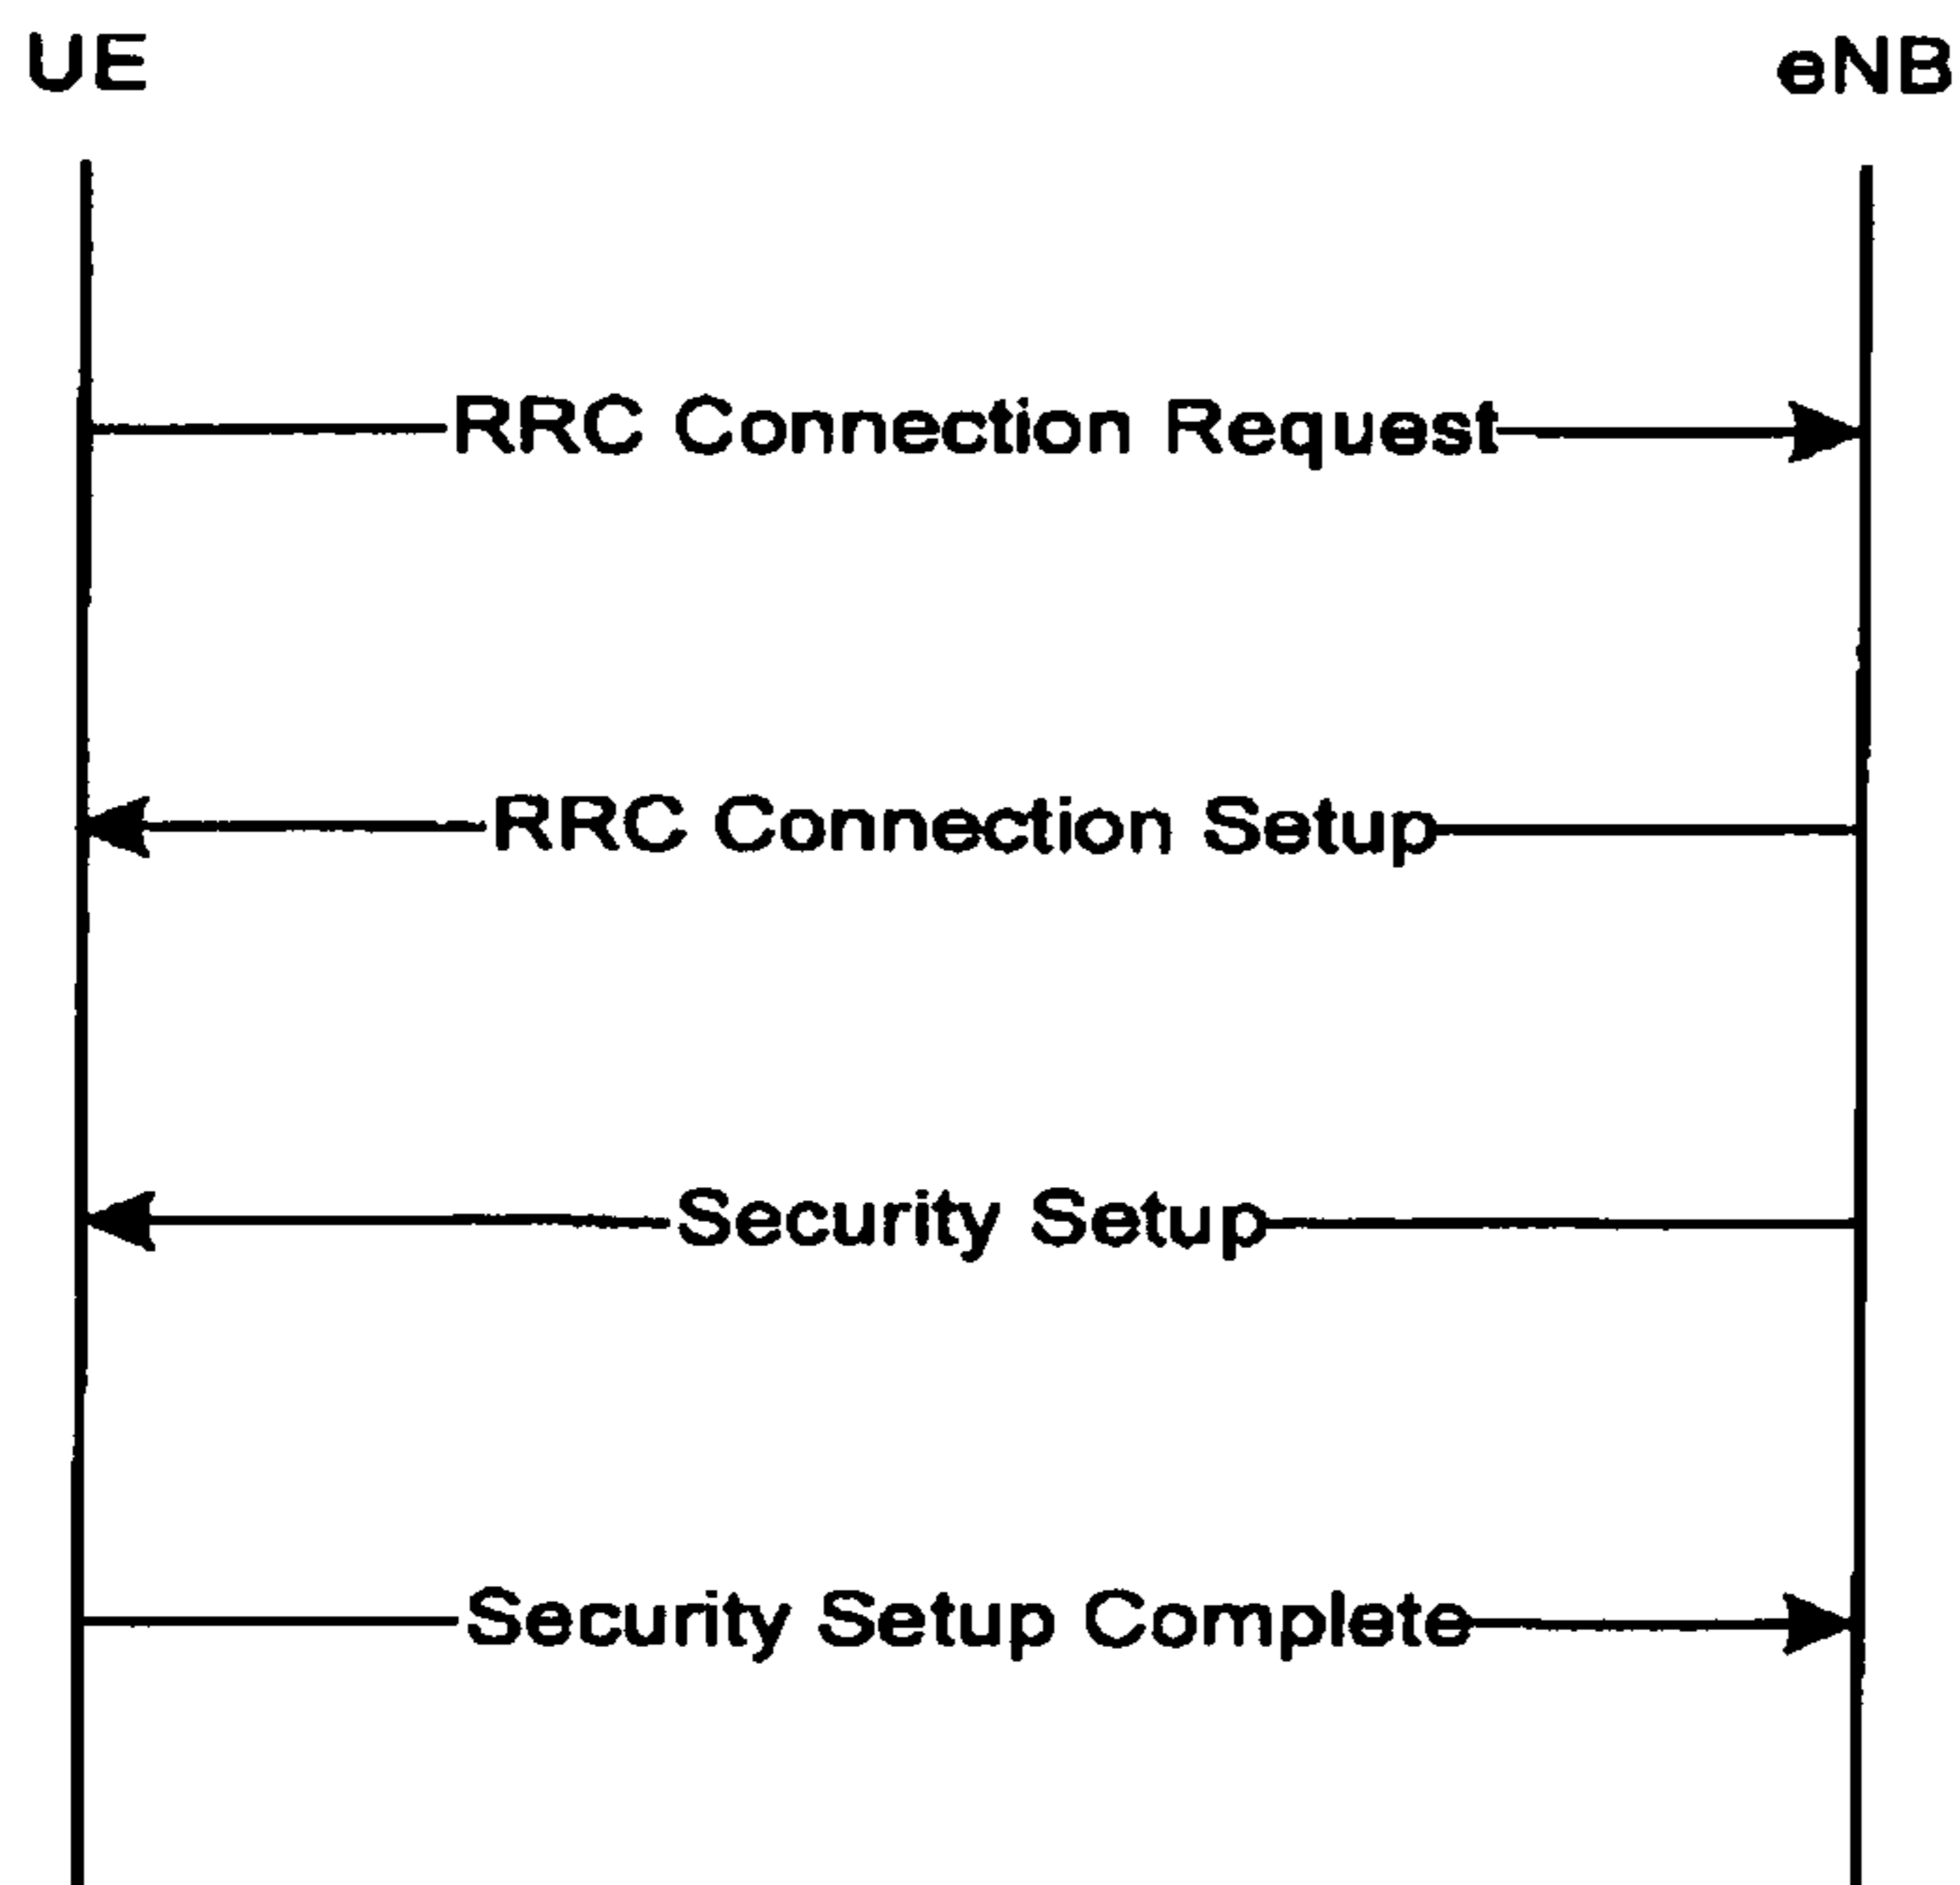 UE
eNB
RRC Connection Request
RRC Connection Setup
Security Setup
Security Setup Complete